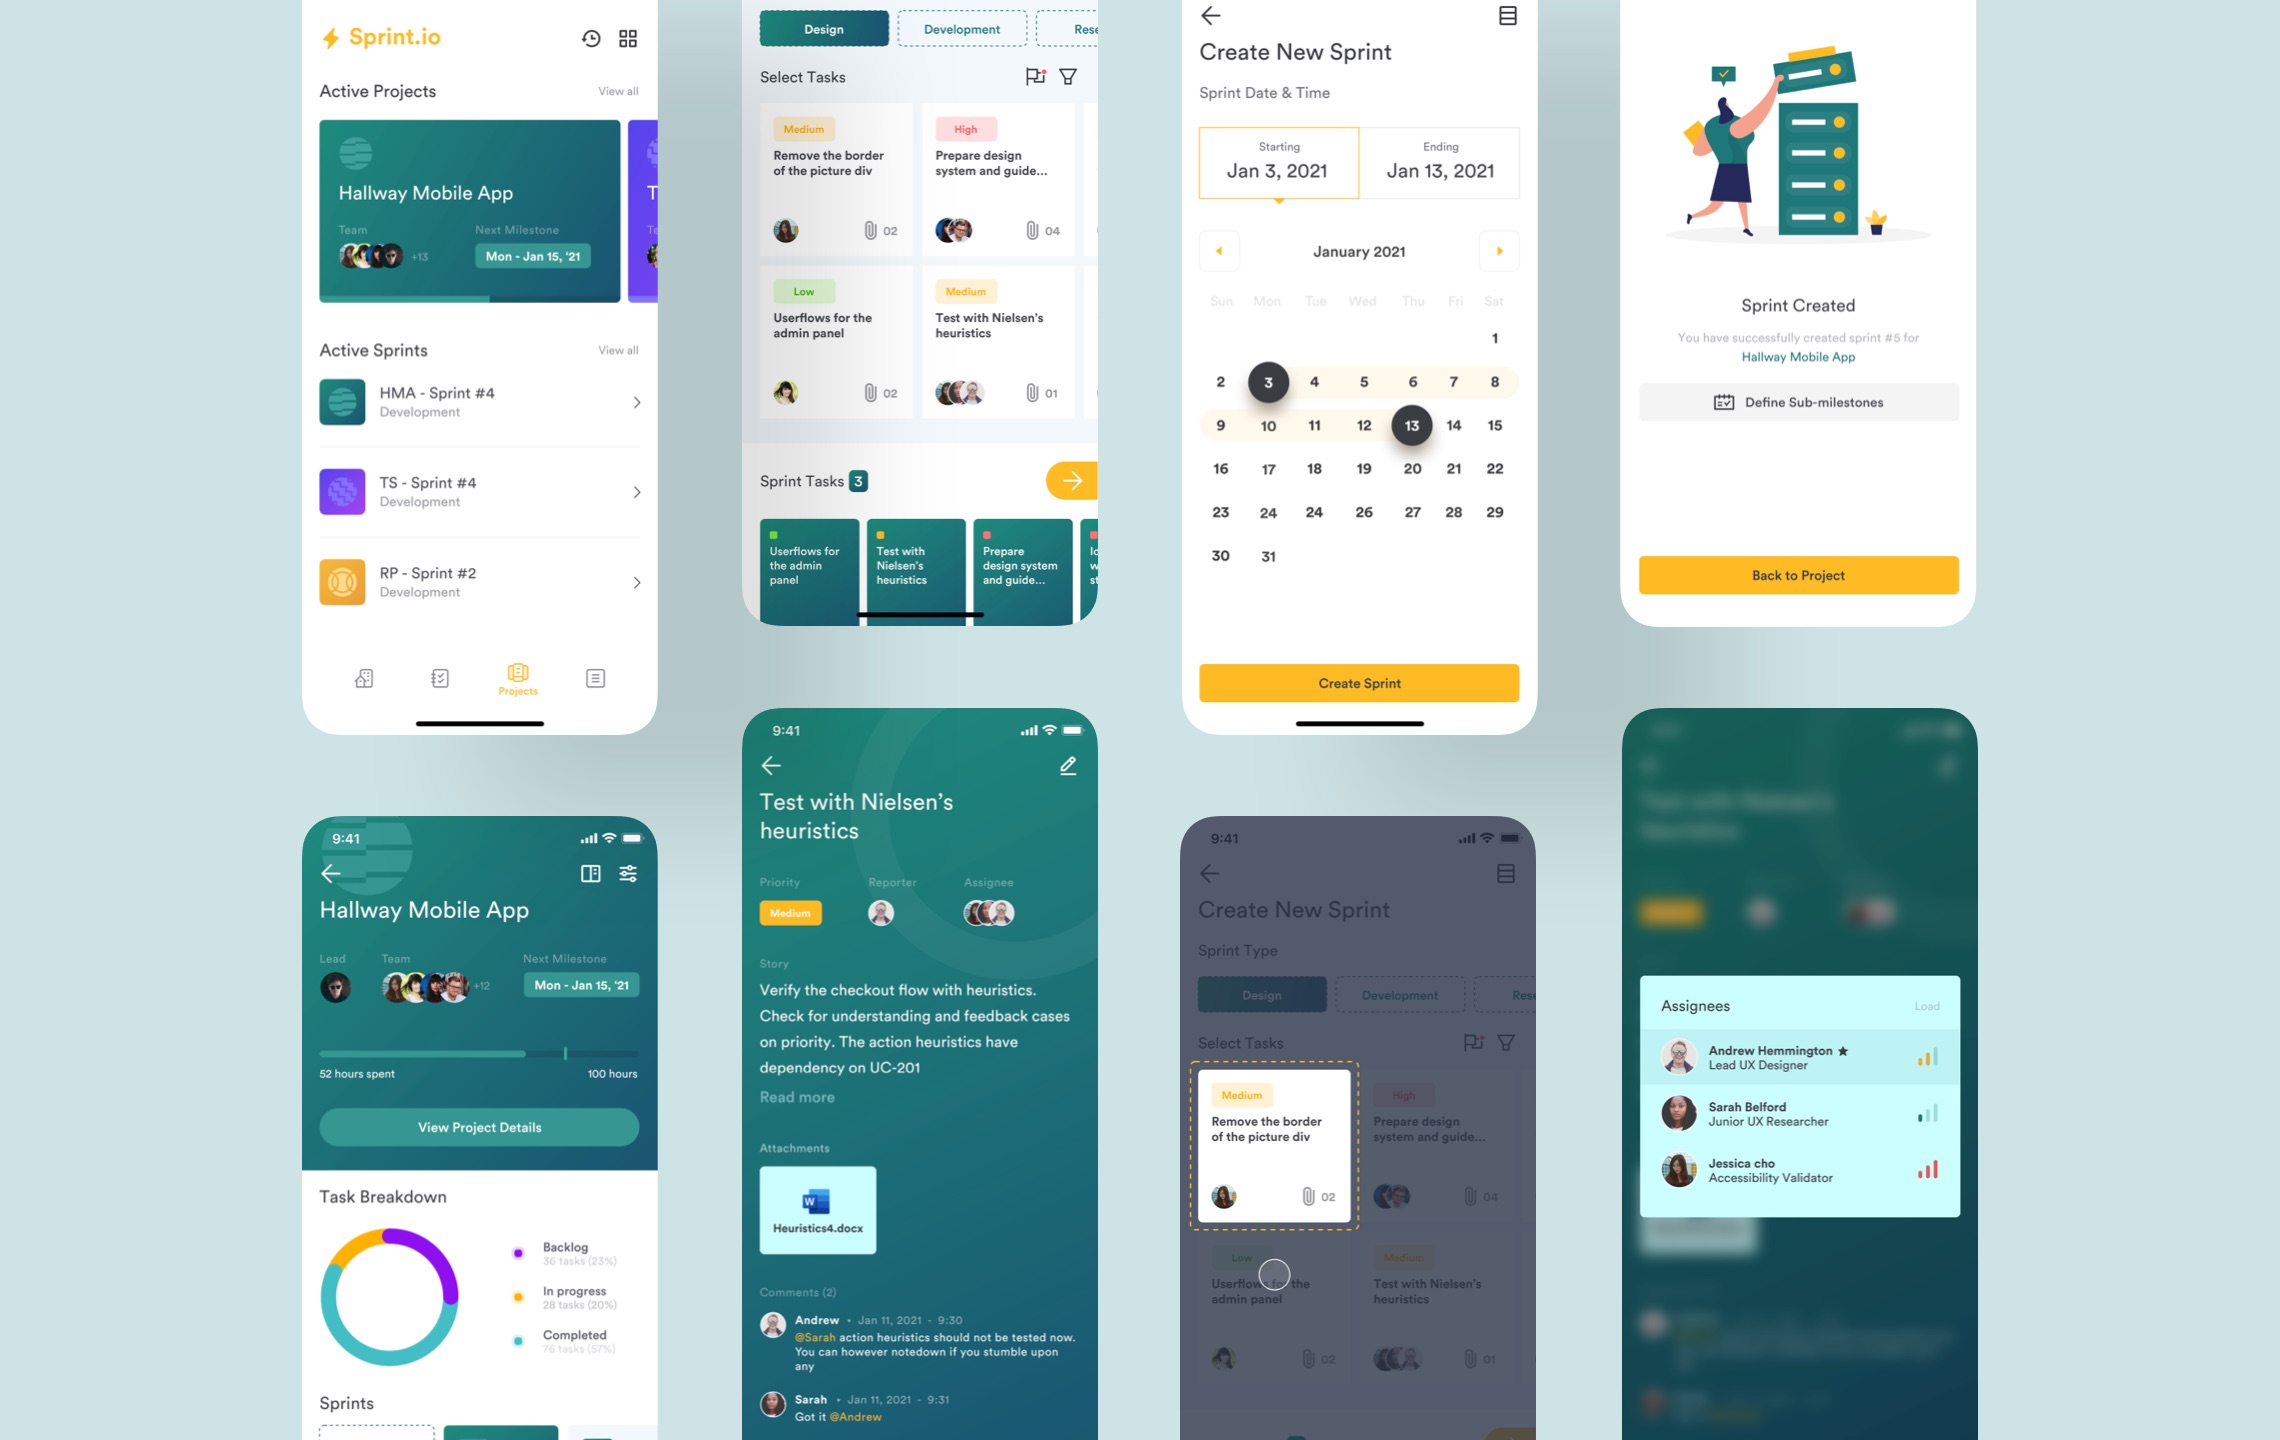 Sprint.io
Active Projects
View all
Hallway Mobile App
Team
Next Milestone
+13
Mon - Jan 15, '21
T
Te
Active Sprints
View all
HMA - Sprint #4
Development
TS - Sprint #4
Development
RP - Sprint #2
Development
Projects
Design
Development
Rese
Select Tasks
Medium
Remove the border
of the picture div
02
High
Prepare design
system and guide...
04
Low
Userflows for the
admin panel
02
Medium
Test with Nielsen's
heuristics
01
Sprint Tasks 3
Userflows for
the admin
panel
Test with
Nielsen's
heuristics
Prepare
design system
and guide...
w
st
Create New Sprint
Sprint Date & Time
Starting
Jan 3, 2021
Ending
Jan 13, 2021
January 2021
Sun Mon Tue Wed Thu Fri Sat
1
2 3 4 5 6 7 8
9 10 11 12 13 14 15
16 17 18 19 20 21 22
23 24 24 26 27 28 29
30 31
Create Sprint
Sprint Created
You have successfully created sprint #5 for
Hallway Mobile App
Define Sub-milestones
Back to Project
9:41
Hallway Mobile App
Lead
Team
Next Milestone
+12
Mon - Jan 15, '21
52 hours spent
100 hours
View Project Details
Task Breakdown
Backlog
36 tasks (23%)
In progress
28 tasks (20%)
Completed
76 tasks (57%)
Sprints
9:41
Test with Nielsen's
heuristics
Priority
Reporter
Assignee
Medium
Story
Verify the checkout flow with heuristics.
Check for understanding and feedback cases
on priority. The action heuristics have
dependency on UC-201
Read more
Attachments
W
Heuristics4.docx
Comments (2)
Andrew • Jan 11, 2021 - 9:30
@Sarah action heuristics should not be tested now.
You can however notedown if you stumble upon
any
Sarah • Jan 11, 2021 - 9:31
Got it @Andrew
9:41
Create New Sprint
Sprint Type
Design
Development
Rese
Select Tasks
Medium
Remove the border
of the picture div
02
High
Prepare design
system and guide...
04
Low
Userflows for the
admin panel
02
Medium
Test with Nielsen's
heuristics
01
Assignees
Load
Andrew Hemmington
Lead UX Designer
Sarah Belford
Junior UX Researcher
Jessica cho
Accessibility Validator